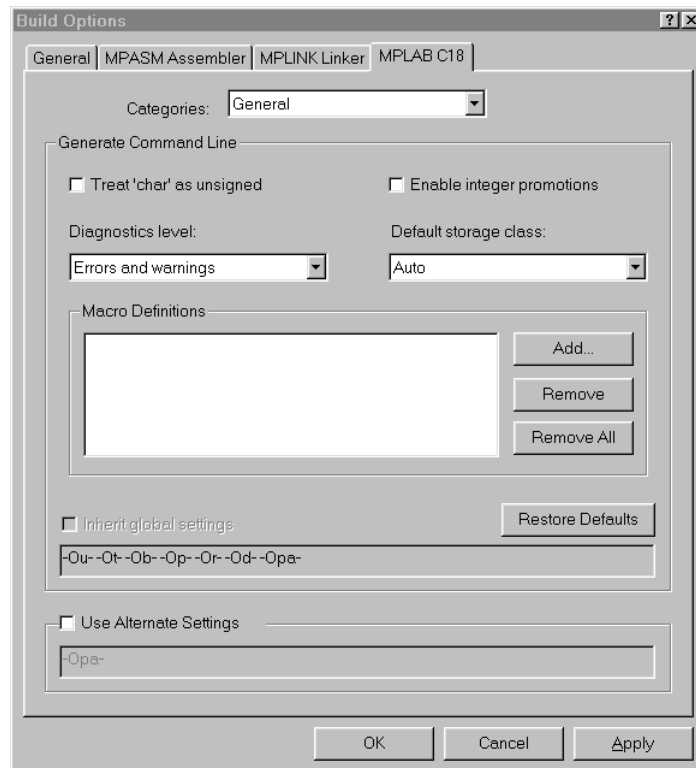 Build Options
General MPASM Assembler MPLINK Linker MPLAB C18
Categories: General
Generate Command Line
Treat 'char' as unsigned Enable integer promotions
Diagnostics level: Default storage class:
Errors and warnings Auto
Macro Definitions
Add...
Remove
Remove All
Inherit global settings Restore Defaults
-Ou- -Ot- -Ob- -Op- -Or- -Od- -Opa-
Use Alternate Settings
-Opa-
OK Cancel Apply